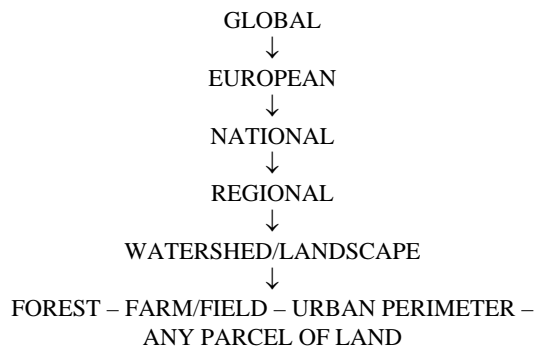 GLOBAL
↓
EUROPEAN
↓
NATIONAL
↓
REGIONAL
↓
WATERSHED/LANDSCAPE
↓
FOREST – FARM/FIELD – URBAN PERIMETER –
ANY PARCEL OF LAND